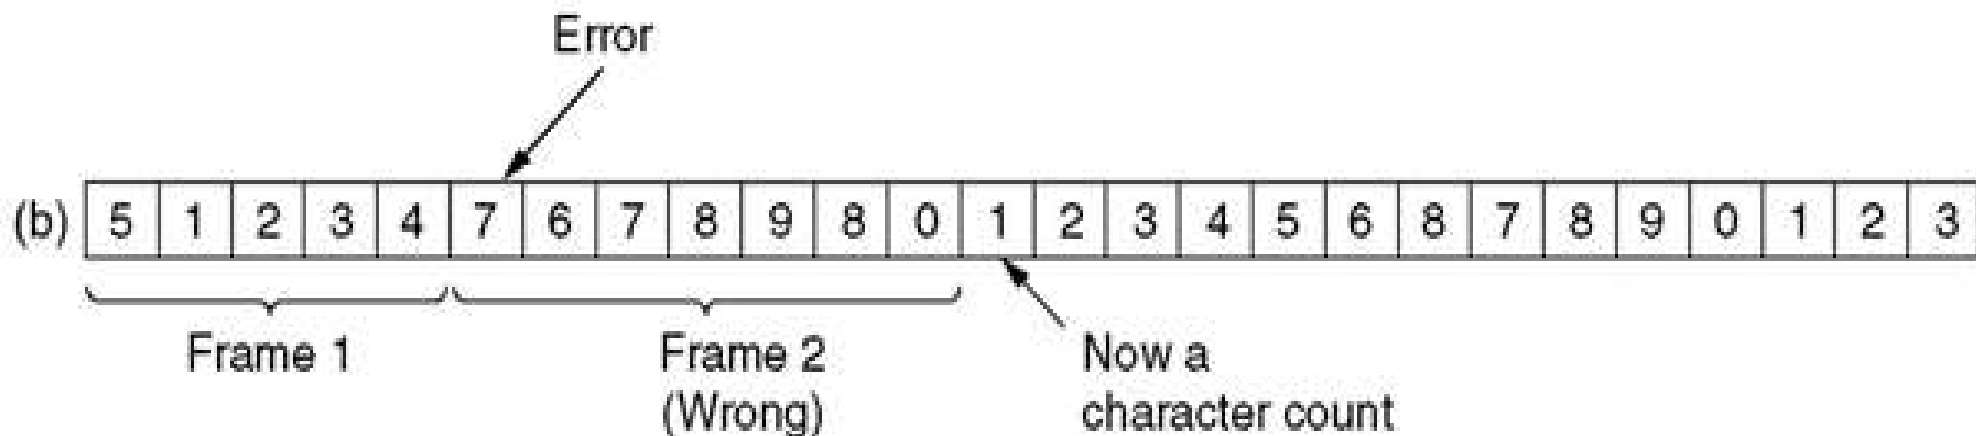 Error
(b) 5 1 2 3 4 7 6 7 8 9 8 0 1 2 3 4 5 6 8 7 8 9 0 1 2 3
Frame 1 Frame 2 Now a
(Wrong) character count